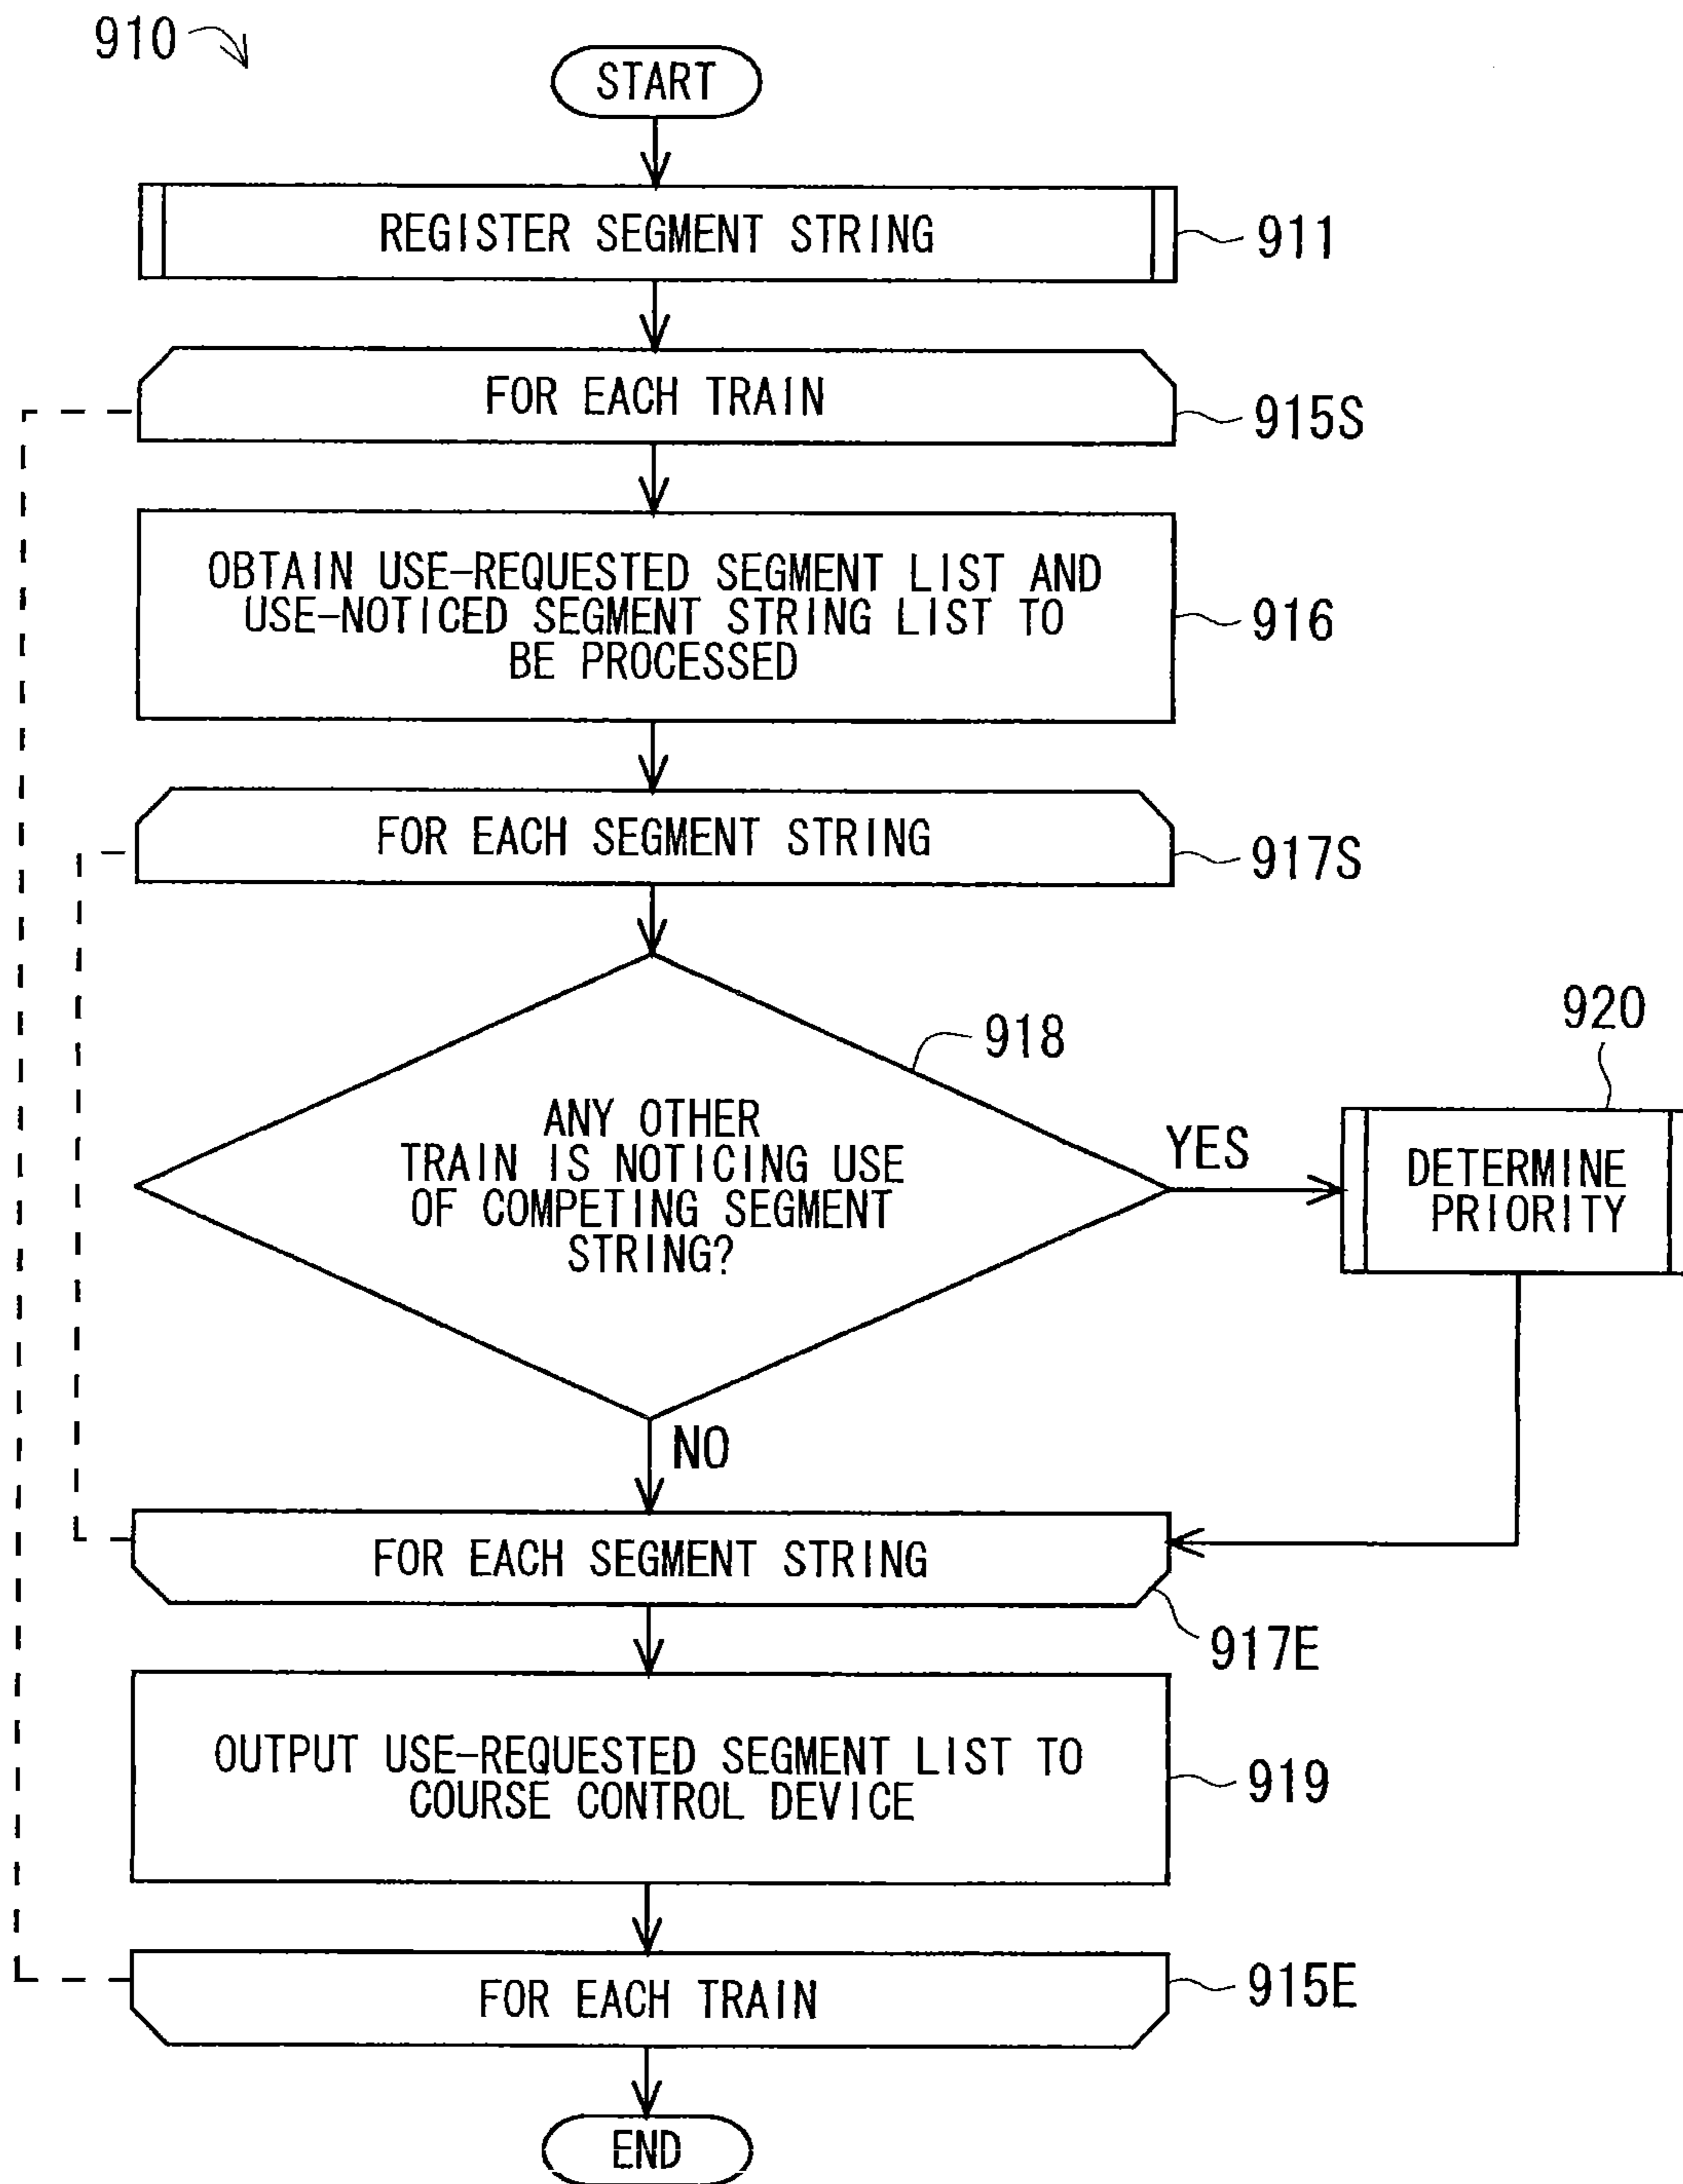 910
START
REGISTER SEGMENT STRING
911
FOR EACH TRAIN
915S
OBTAIN USE-REQUESTED SEGMENT LIST AND
USE-NOTICED SEGMENT STRING LIST TO
BE PROCESSED
916
FOR EACH SEGMENT STRING
917S
918
ANY OTHER
TRAIN IS NOTICING USE
OF COMPETING SEGMENT
STRING?
YES
920
DETERMINE
PRIORITY
NO
FOR EACH SEGMENT STRING
917E
OUTPUT USE-REQUESTED SEGMENT LIST TO
COURSE CONTROL DEVICE
919
FOR EACH TRAIN
915E
END